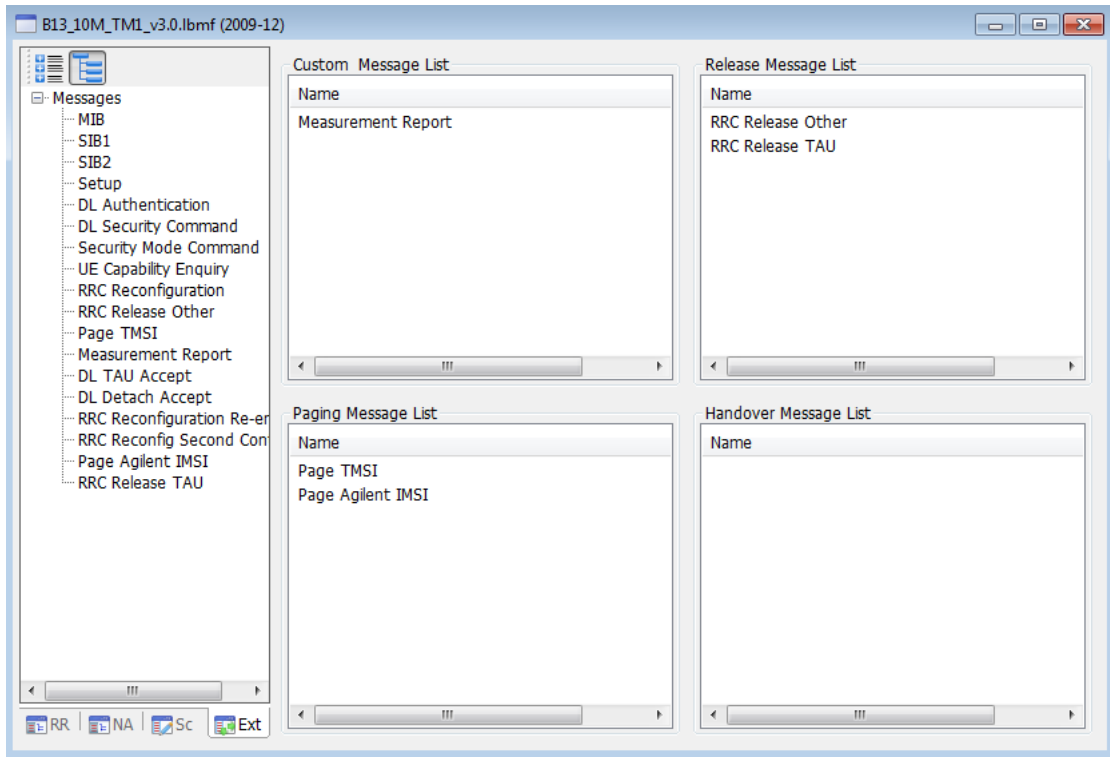 B13_10M_TM1_v3.0.lbmf (2009-12)
Messages
MIB
SIB1
SIB2
Setup
DL Authentication
DL Security Command
Security Mode Command
UE Capability Enquiry
RRC Reconfiguration
RRC Release Other
Page TMSI
Measurement Report
DL TAU Accept
DL Detach Accept
RRC Reconfiguration Re-er
RRC Reconfig Second Con
Page Agilent IMSI
RRC Release TAU
RR
NA
Sc
Ext
Custom Message List
Name
Measurement Report
Release Message List
Name
RRC Release Other
RRC Release TAU
Paging Message List
Name
Page TMSI
Page Agilent IMSI
Handover Message List
Name